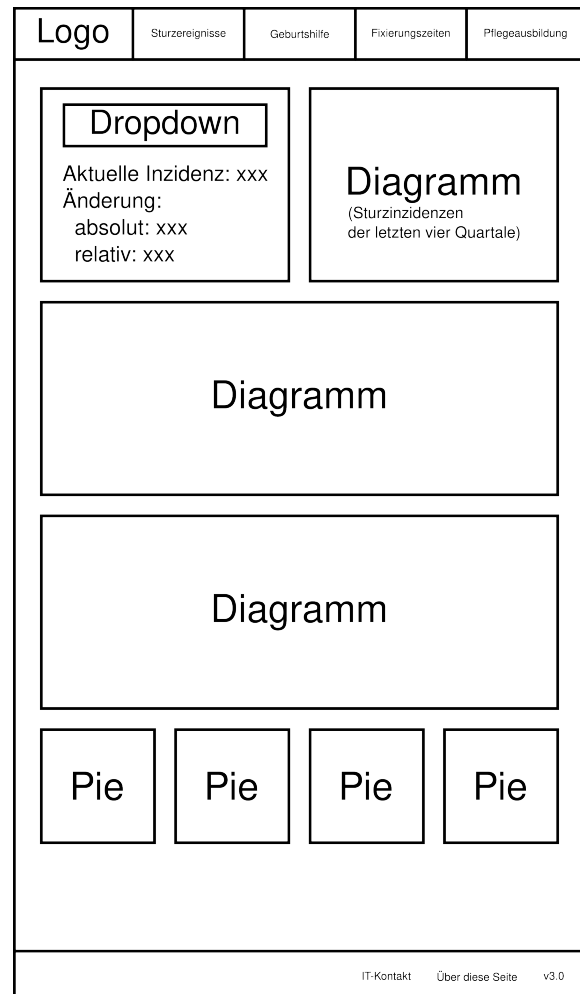 Logo
Sturzereignisse
Geburtshilfe
Fixierungszeiten
Pflegeausbildung
Dropdown
Aktuelle Inzidenz: xxx
Änderung:
absolut: xxx
relativ: xxx
Diagramm
(Sturzinzidenzen
der letzten vier Quartale)
Diagramm
Diagramm
Pie
Pie
Pie
Pie
IT-Kontakt
Über diese Seite
v3.0